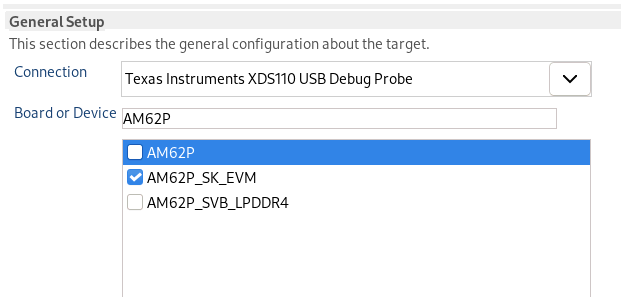 General Setup
This section describes the general configuration about the target.
Connection
Texas Instruments XDS110 USB Debug Probe
Board or Device
AM62P
AM62P
AM62P_SK_EVM
AM62P_SVB_LPDDR4